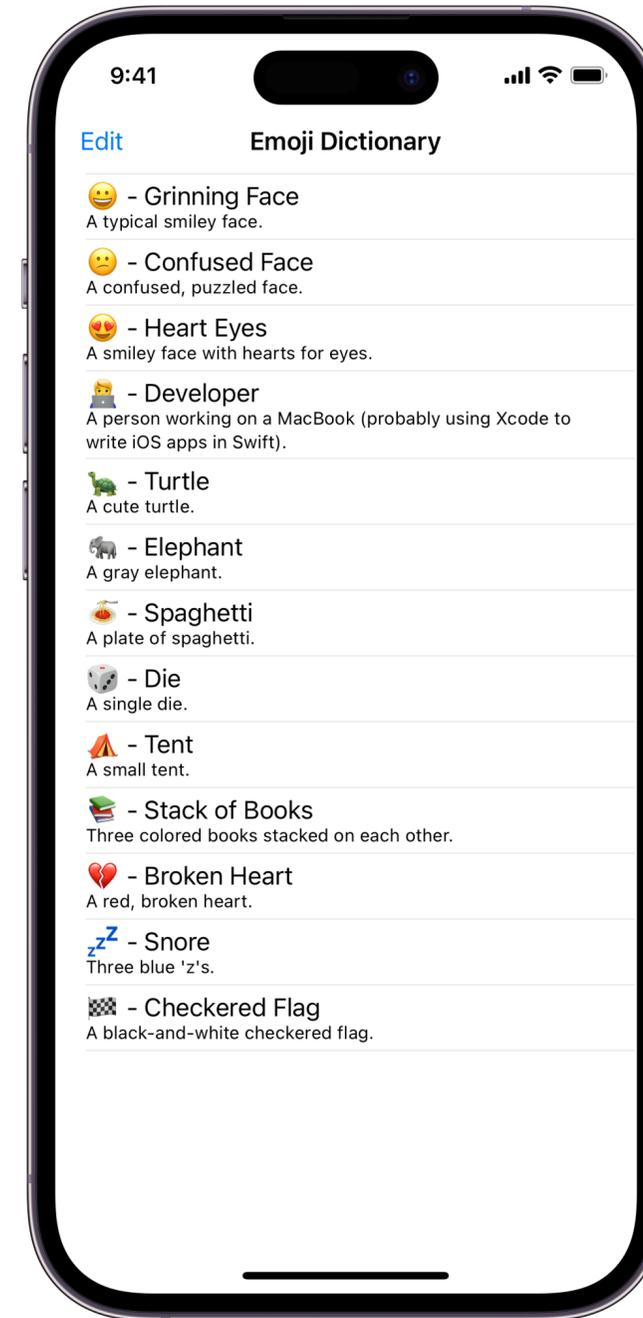 9:41
Edit
Emoji Dictionary
😀 - Grinning Face
A typical smiley face.
😕 - Confused Face
A confused, puzzled face.
😍 - Heart Eyes
A smiley face with hearts for eyes.
🧑‍💻 - Developer
A person working on a MacBook (probably using Xcode to
write iOS apps in Swift).
🐢 - Turtle
A cute turtle.
🐘 - Elephant
A gray elephant.
🍝 - Spaghetti
A plate of spaghetti.
🎲 - Die
A single die.
⛺️ - Tent
A small tent.
📚 - Stack of Books
Three colored books stacked on each other.
💔 - Broken Heart
A red, broken heart.
💤 - Snore
Three blue 'z's.
🏁 - Checkered Flag
A black-and-white checkered flag.